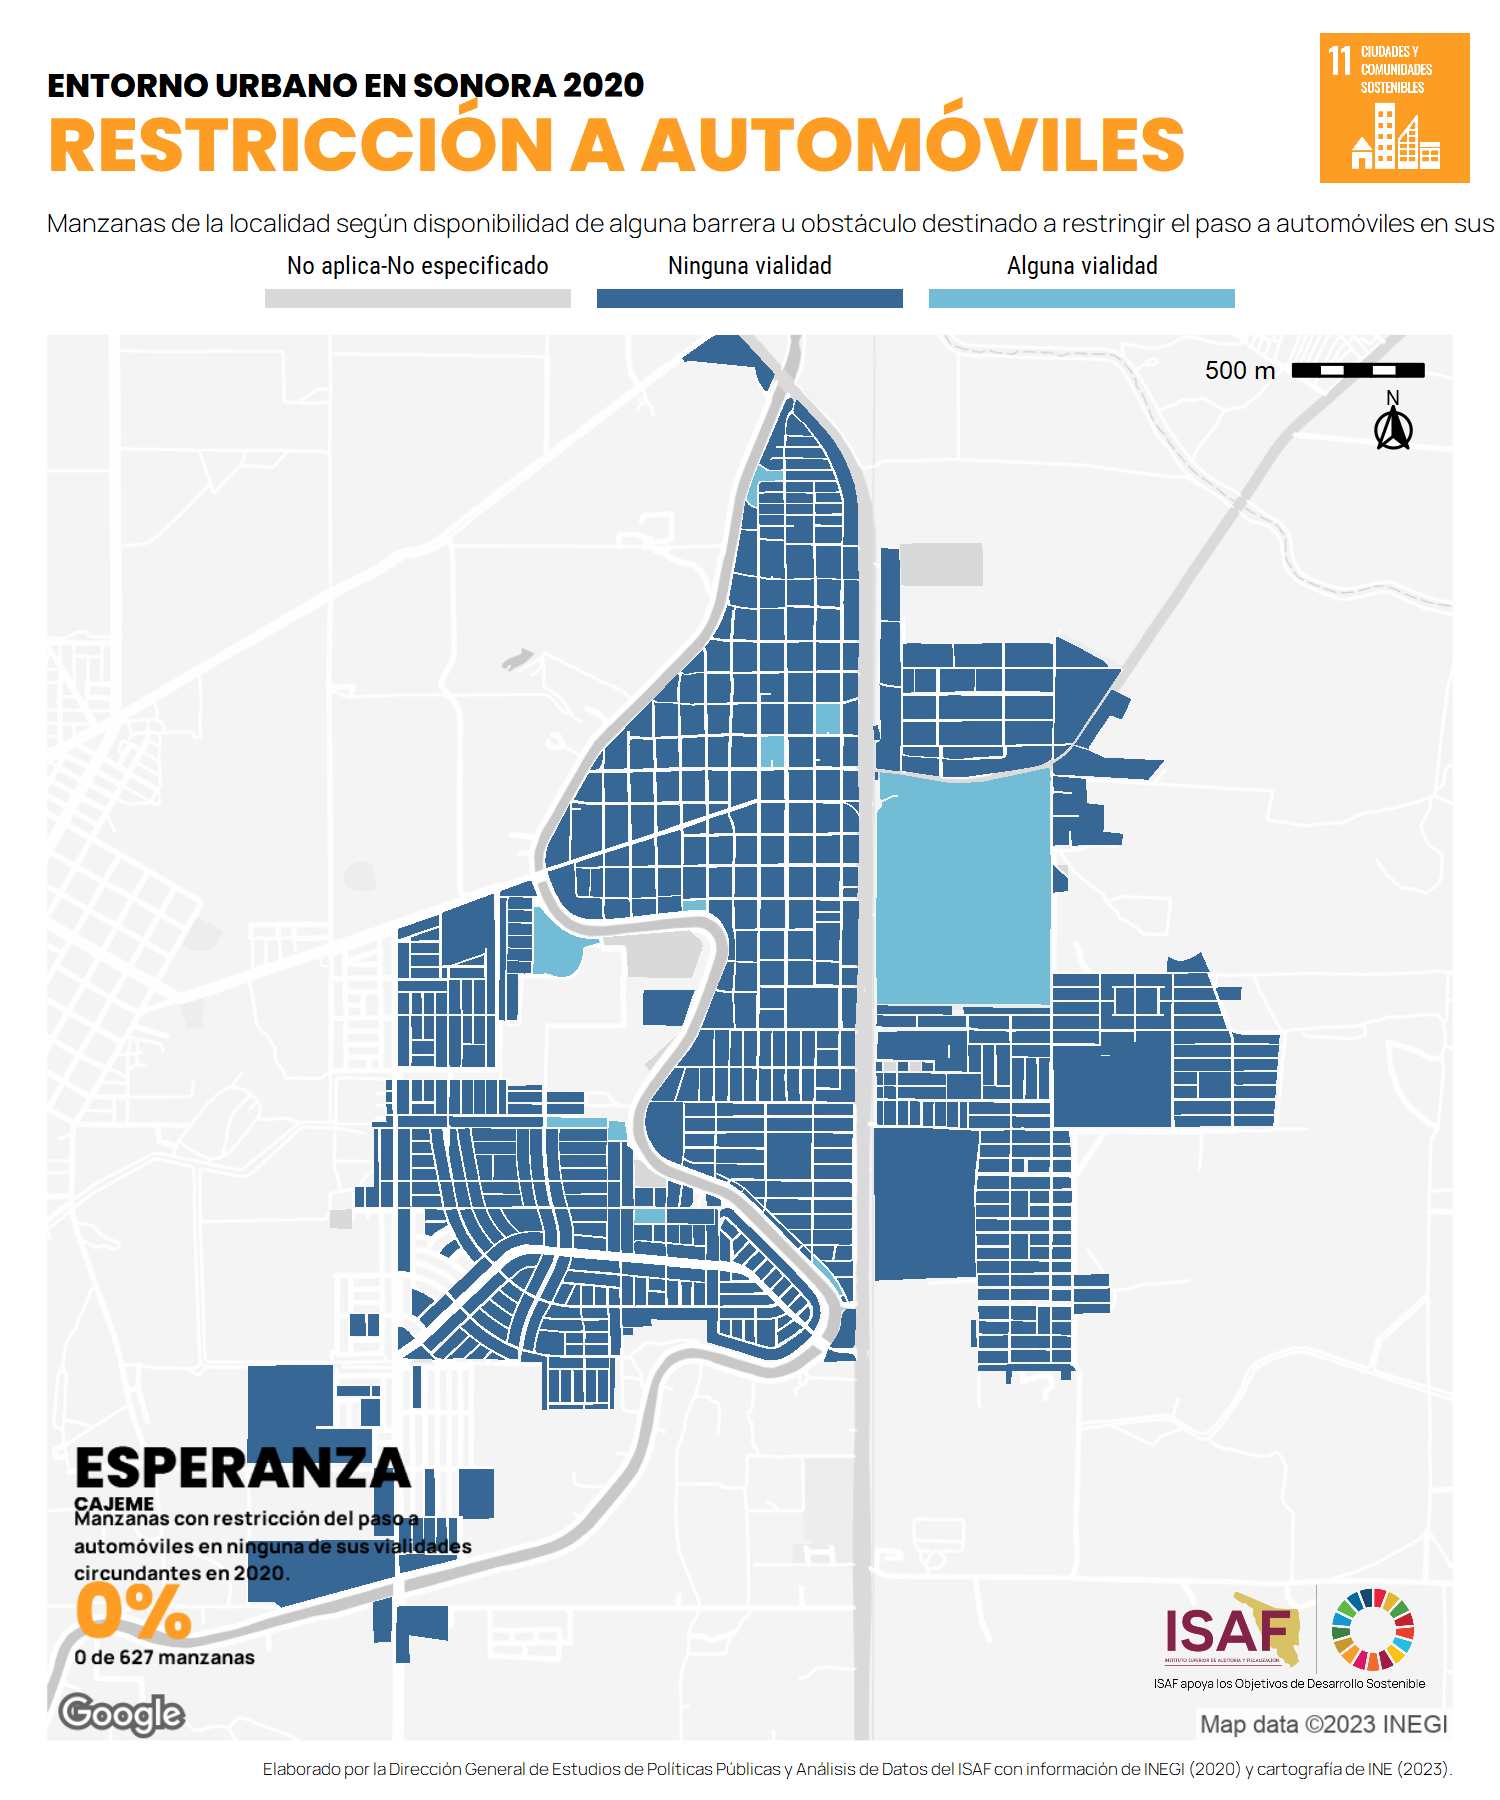 ENTORNO URBANO EN SONORA 2020
RESTRICCIÓN A AUTOMÓVILES
11 CIUDADES Y
COMUNIDADES
SOSTENIBLES
Manzanas de la localidad según disponibilidad de alguna barrera u obstáculo destinado a restringir el paso a automóviles en sus
No aplica-No especificado
Ninguna vialidad
Alguna vialidad
500 m
N
ESPERANZA
CAJEME
Manzanas con restricción del paso a
automóviles en ninguna de sus vialidades
circundantes en 2020.
0%
0 de 627 manzanas
ISAF
INSTITUTO SUPERIOR DE AUDITORÍA Y FISCALIZACIÓN
ISAF apoya los Objetivos de Desarrollo Sostenible
Google
Map data ©2023 INEGI
Elaborado por la Dirección General de Estudios de Políticas Públicas y Análisis de Datos del ISAF con información de INEGI (2020) y cartografía de INE (2023).